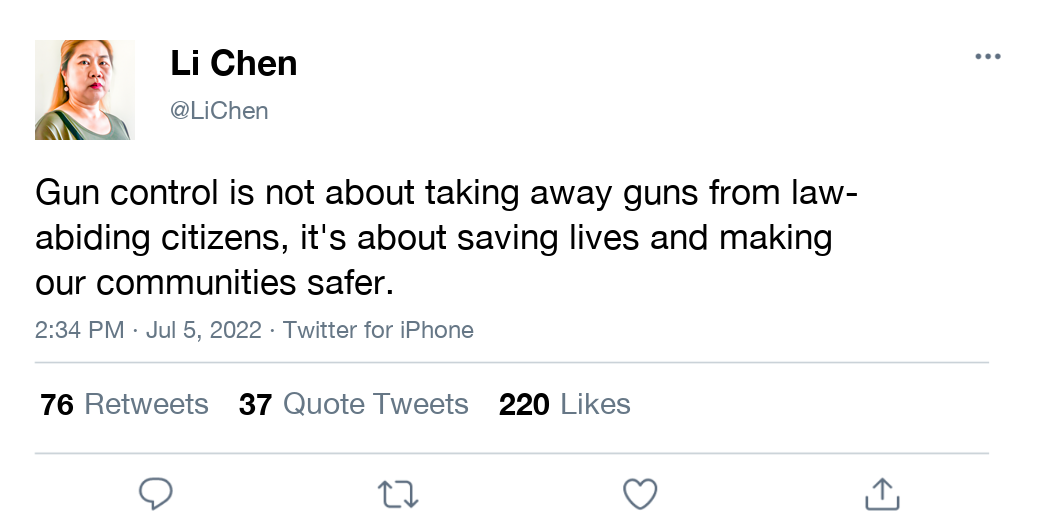 Li Chen
@LiChen
Gun control is not about taking away guns from law-
abiding citizens, it's about saving lives and making
our communities safer.
2:34 PM · Jul 5, 2022 · Twitter for iPhone
76 Retweets 37 Quote Tweets 220 Likes